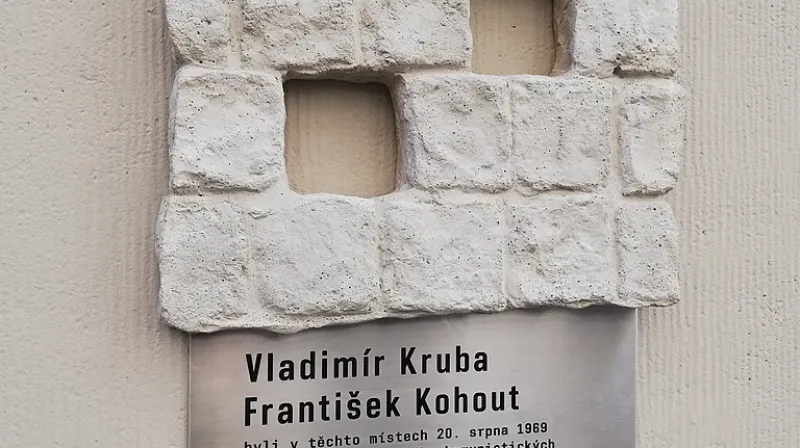 Vladimír Kruba
František Kohout
byli v těchto místech 20. srpna 1969